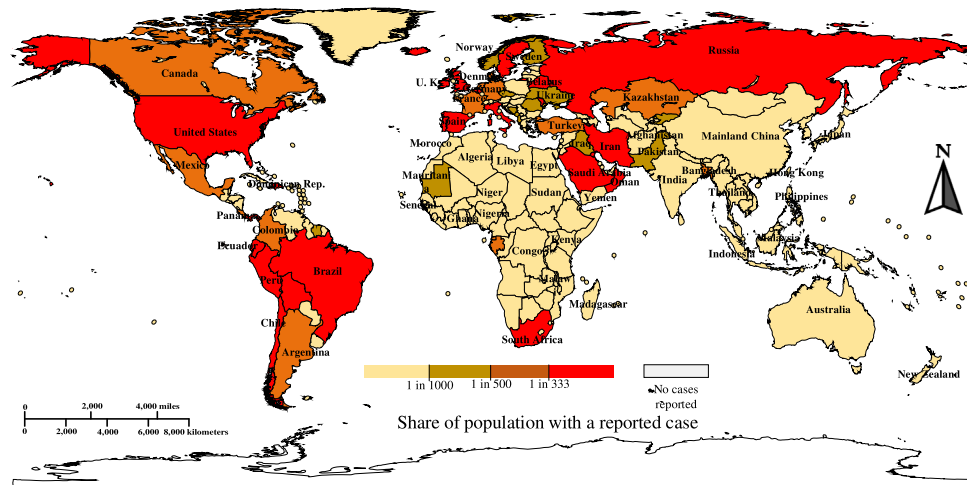 Norway
Sweden
Russia
Denm
Canada
U. K.
Belarus
Germany
Ukraine
France
Kazakhstan
United States
Spain
Turkey
Mainland China
Japan
Afghanistan
Morocco
Iraq
Iran
Pakistan
Algeria
Libya
Egypt
Mexico
Bangladesh
Hong Kong
Saudi Arabia
India
Mauritani
a
Dominican Rep.
Oman
Niger
Sudan
Thailand
Yemen
Philippines
Senegal
Panama
Nigeria
Ghana
Colombia
Malaysia
Kenya
Ecuador
Congo
Indonesia
Brazil
Peru
Malaw
Madagascar
Australia
Chile
South Africa
Argentina
New Zealand
N
1 in 1000
1 in 500
1 in 333
No cases
reported
0 2,000 4,000 miles
0 2,000 4,000 6,000 8,000 kilometers
Share of population with a reported case